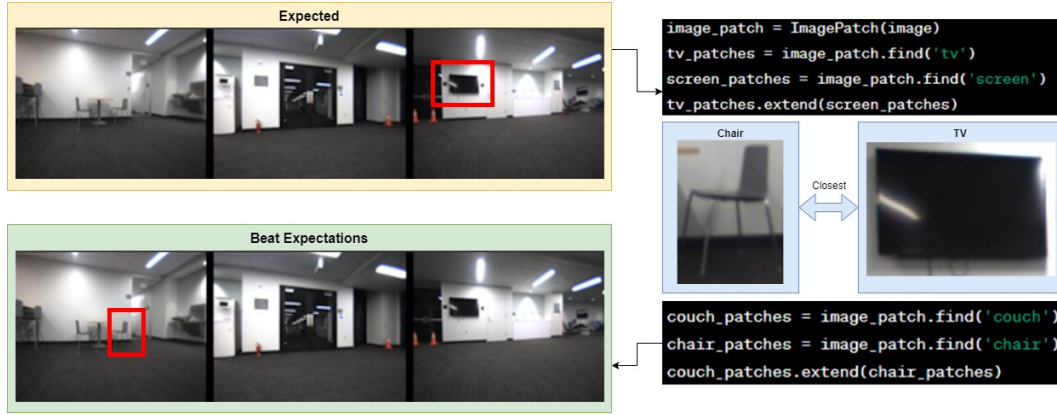 Expected
image_patch = ImagePatch(image)
tv_patches = image_patch.find('tv')
screen_patches = image_patch.find('screen')
tv_patches.extend(screen_patches)
Chair
TV
Closest
Beat Expectations
couch_patches = image_patch.find('couch')
chair_patches = image_patch.find('chair')
couch_patches.extend(chair_patches)